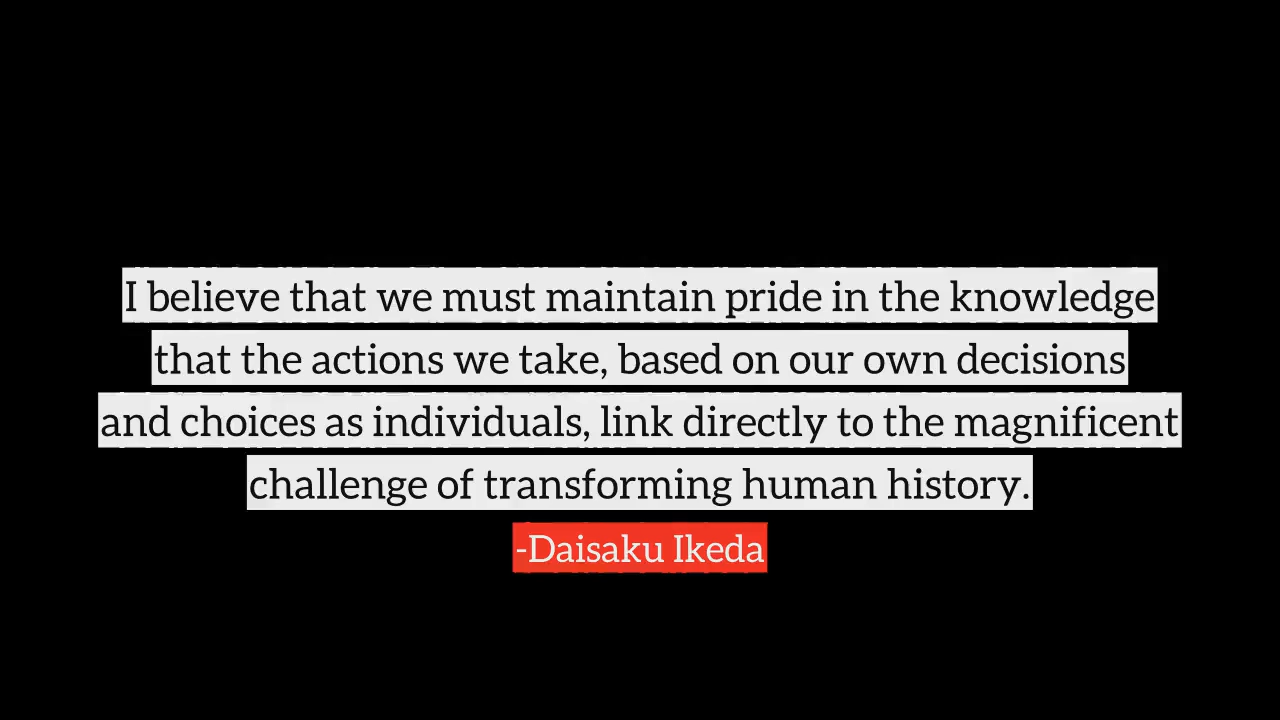 I believe that we must maintain pride in the knowledge
that the actions we take, based on our own decisions
and choices as individuals, link directly to the magnificent
challenge of transforming human history.
-Daisaku Ikeda